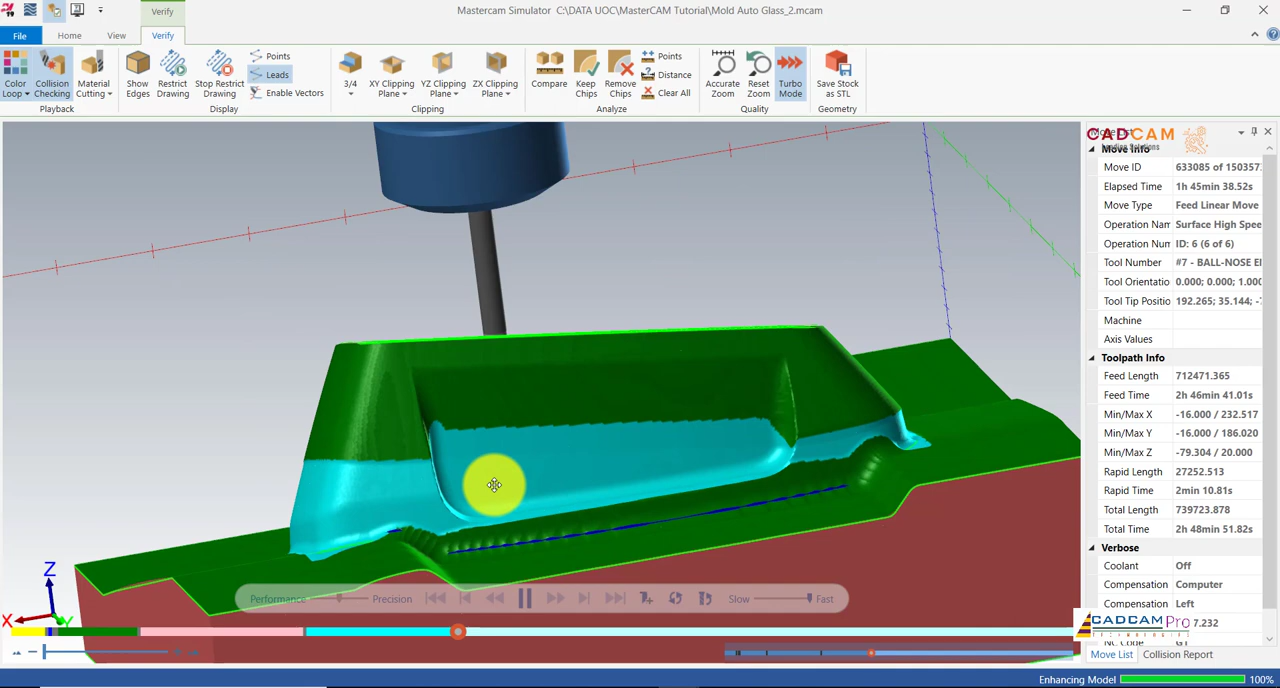 Verify
Mastercam Simulator C:\DATA UOC\MasterCAM Tutorial\Mold Auto Glass_2.mcam
File Home View Verify
Color Loop
Collision Checking
Material Cutting
Playback
Show Edges
Restrict Drawing
Stop Restrict Drawing
Points
Leads
Enable Vectors
Display
3/4
XY Clipping Plane
YZ Clipping Plane
ZX Clipping Plane
Clipping
Compare
Keep Chips
Remove Chips
Points
Distance
Clear All
Analyze
Accurate Zoom
Reset Zoom
Turbo Mode
Quality
Save Stock as STL
Geometry
CADCAM
Move Info
Move ID 633085 of 150357
Elapsed Time 1h 45min 38.52s
Move Type Feed Linear Move
Operation Nam Surface High Spee
Operation Num ID: 6 (6 of 6)
Tool Number #7 - BALL-NOSE E
Tool Orientatio 0.000; 0.000; 1.000
Tool Tip Positio 192.265; 35.144; -
Machine
Axis Values
Toolpath Info
Feed Length 712471.365
Feed Time 2h 46min 41.01s
Min/Max X -16.000 / 232.517
Min/Max Y -16.000 / 186.020
Min/Max Z -79.304 / 20.000
Rapid Length 27252.513
Rapid Time 2min 10.81s
Total Length 739723.878
Total Time 2h 48min 51.82s
Verbose
Coolant Off
Compensation Computer
Compensation Left
CADCAMPro
7.232
Move List Collision Report
Z
X
Y
Performance Precision
Slow Fast
Enhancing Model 100%